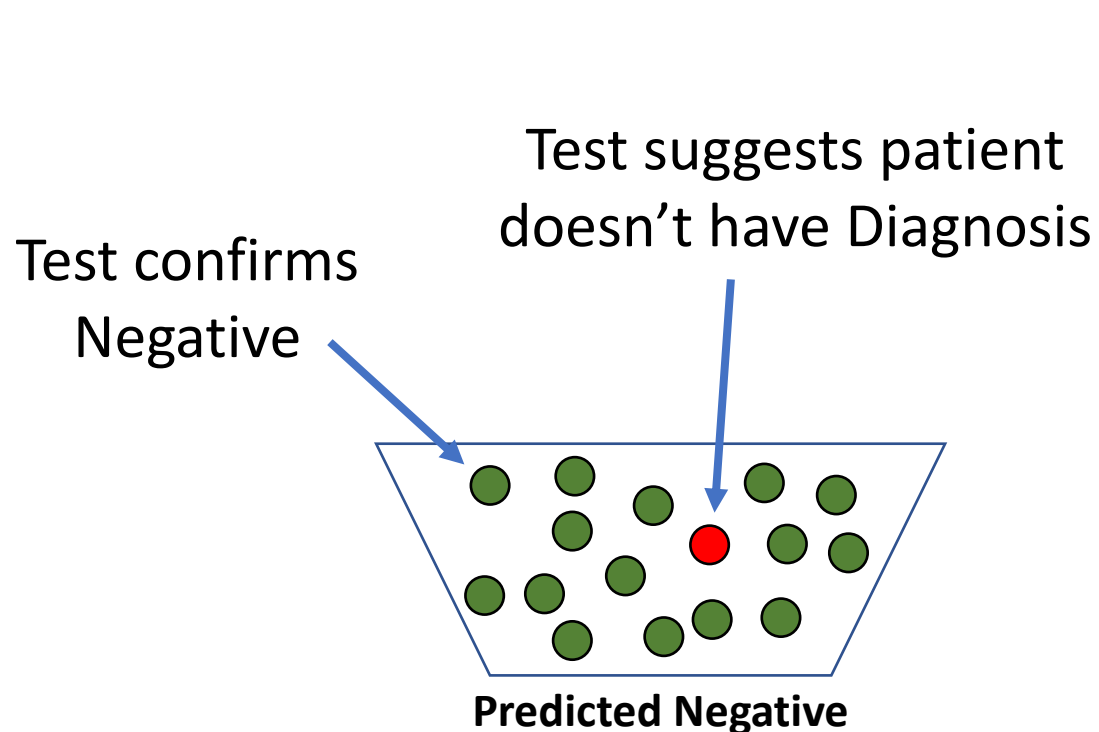 Test suggests patient
doesn’t have Diagnosis
Test confirms
Negative
Predicted Negative